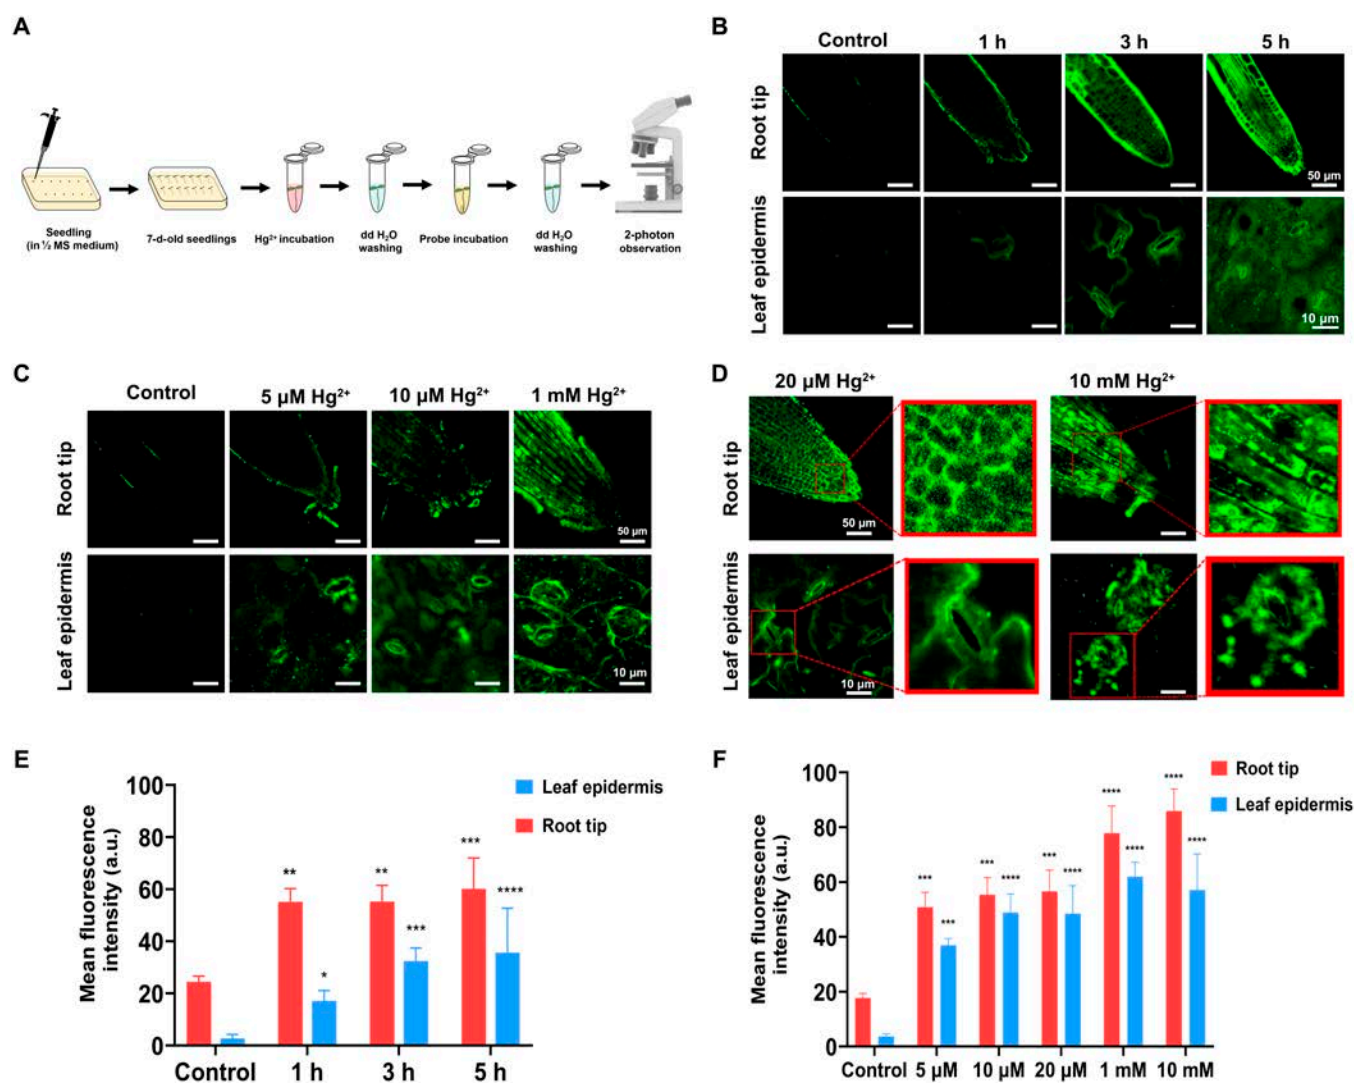 A
Seedling
(in ½ MS medium)
7-d-old seedlings
Hg²⁺ incubation
dd H₂O
washing
Probe incubation
dd H₂O
washing
2-photon
observation
B
Control
1 h
3 h
5 h
Root tip
50 μm
Leaf epidermis
10 μm
C
Control
5 μM Hg²⁺
10 μM Hg²⁺
1 mM Hg²⁺
Root tip
50 μm
Leaf epidermis
10 μm
D
20 μM Hg²⁺
10 mM Hg²⁺
Root tip
50 μm
Leaf epidermis
10 μm
E
Mean fluorescence
intensity (a.u.)
100
80
60
40
20
0
Leaf epidermis
Root tip
**
*
**
***
***
****
Control
1 h
3 h
5 h
F
Mean fluorescence
intensity (a.u.)
100
80
60
40
20
0
Root tip
Leaf epidermis
***
***
***
****
***
****
****
****
****
****
Control
5 μM
10 μM
20 μM
1 mM
10 mM